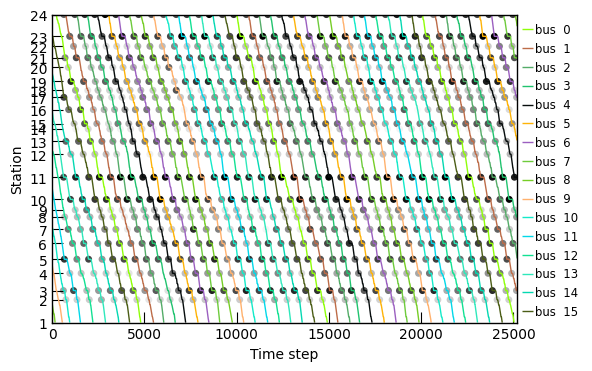 24
23
22
21
20
19
18
17
16
15
14
13
12
11
10
9
8
7
6
5
4
3
2
1
Station
0
5000
10000
15000
20000
25000
Time step
bus 0
bus 1
bus 2
bus 3
bus 4
bus 5
bus 6
bus 7
bus 8
bus 9
bus 10
bus 11
bus 12
bus 13
bus 14
bus 15